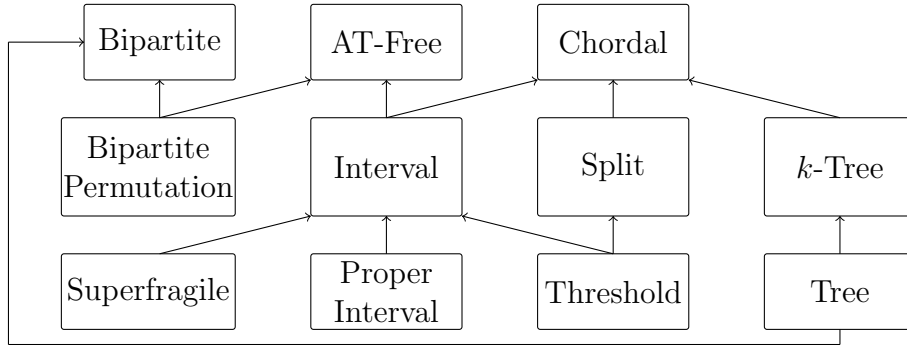 Bipartite
AT-Free
Chordal
Bipartite
Permutation
Interval
Split
k-Tree
Superfragile
Proper
Interval
Threshold
Tree